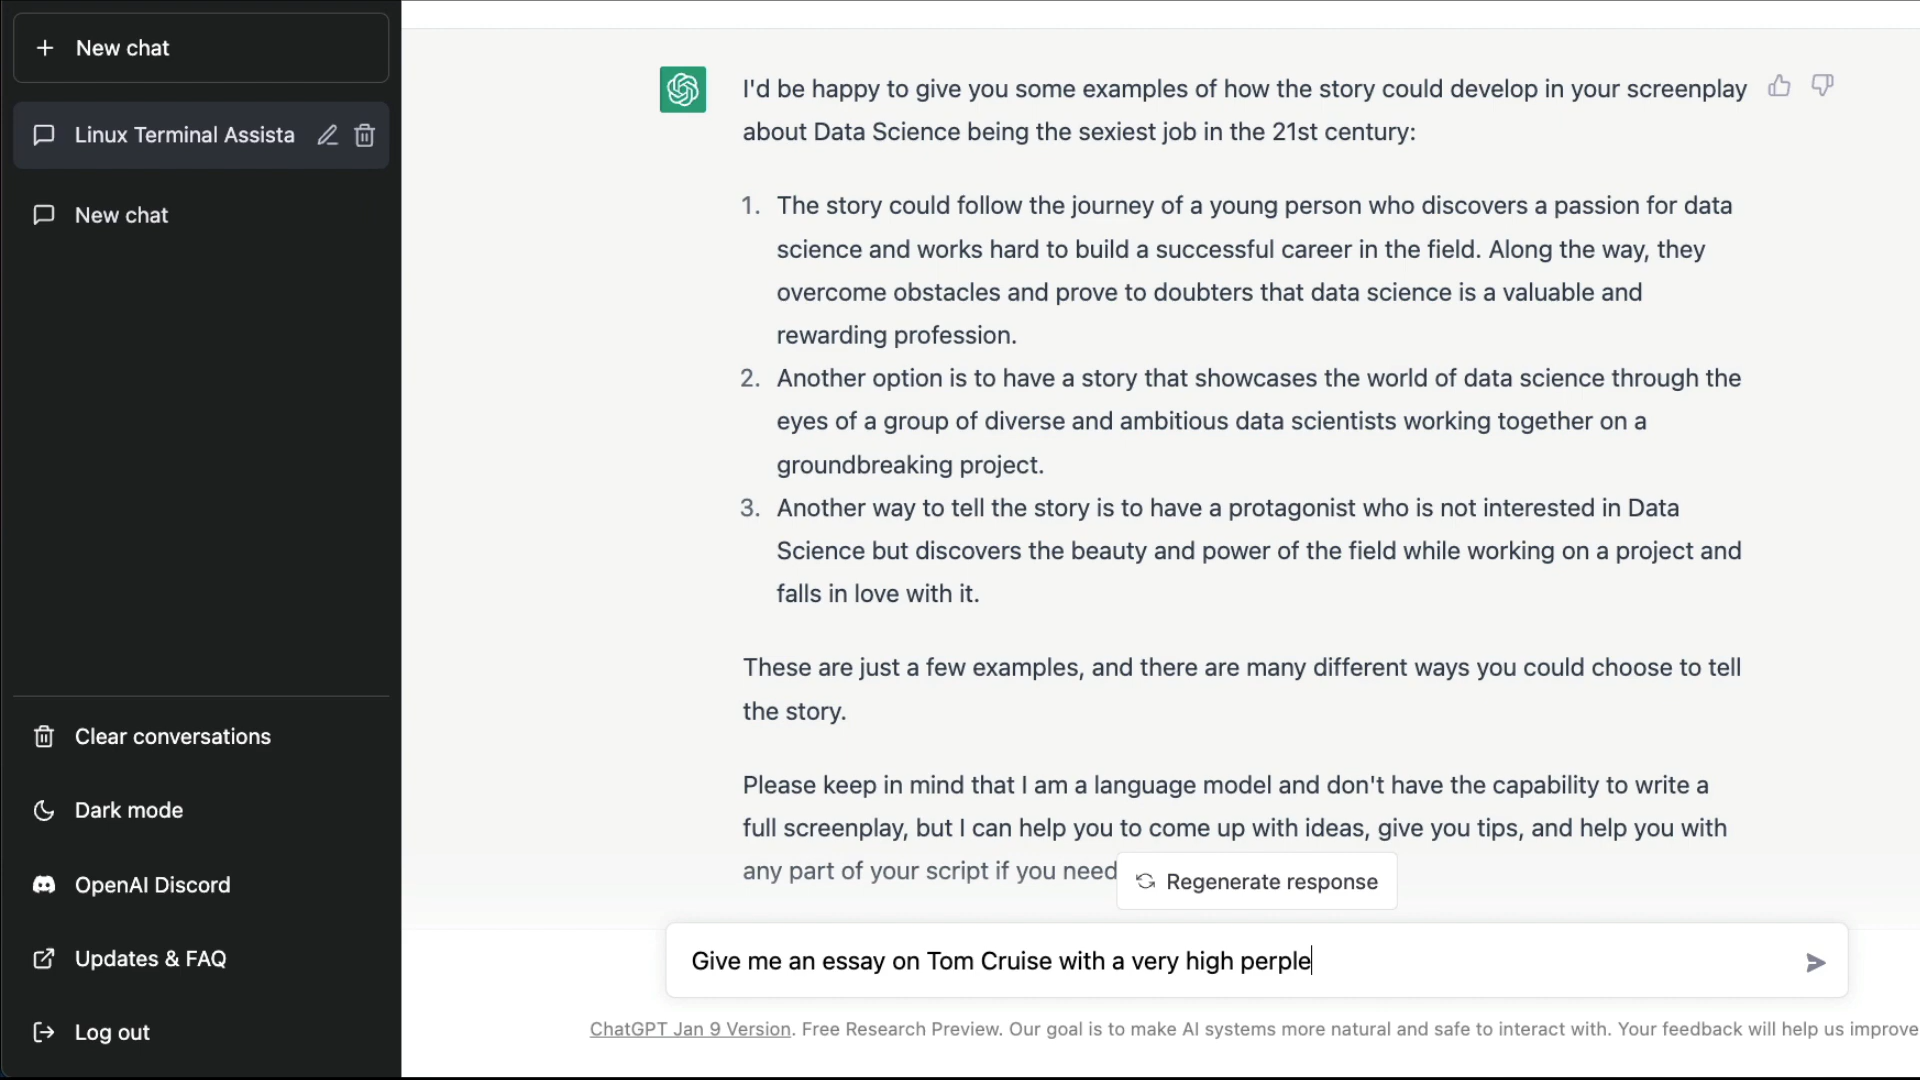 New chat
Linux Terminal Assista
New chat
Clear conversations
Dark mode
OpenAI Discord
Updates & FAQ
Log out
I'd be happy to give you some examples of how the story could develop in your screenplay
about Data Science being the sexiest job in the 21st century:
1. The story could follow the journey of a young person who discovers a passion for data
science and works hard to build a successful career in the field. Along the way, they
overcome obstacles and prove to doubters that data science is a valuable and
rewarding profession.
2. Another option is to have a story that showcases the world of data science through the
eyes of a group of diverse and ambitious data scientists working together on a
groundbreaking project.
3. Another way to tell the story is to have a protagonist who is not interested in Data
Science but discovers the beauty and power of the field while working on a project and
falls in love with it.
These are just a few examples, and there are many different ways you could choose to tell
the story.
Please keep in mind that I am a language model and don't have the capability to write a
full screenplay, but I can help you to come up with ideas, give you tips, and help you with
any part of your script if you need
Regenerate response
Give me an essay on Tom Cruise with a very high perple
ChatGPT Jan 9 Version. Free Research Preview. Our goal is to make AI systems more natural and safe to interact with. Your feedback will help us improve